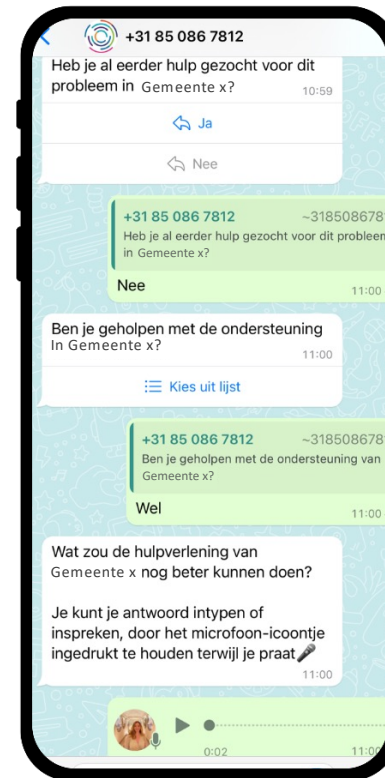 +31 85 086 7812
Heb je al eerder hulp gezocht voor dit
probleem in Gemeente x?
10:59
Ja
Nee
+31 85 086 7812 ~318508678
Heb je al eerder hulp gezocht voor dit probleem
in Gemeente x?
Nee
11:00
Ben je geholpen met de ondersteuning
In Gemeente x?
11:00
Kies uit lijst
+31 85 086 7812 ~318508678
Ben je geholpen met de ondersteuning van
Gemeente x?
Wel
11:00
Wat zou de hulpverlening van
Gemeente x nog beter kunnen doen?
Je kunt je antwoord intypen of
inspreken, door het microfoon-icoontje
ingedrukt te houden terwijl je praat🎤
11:00
0:02 11:00